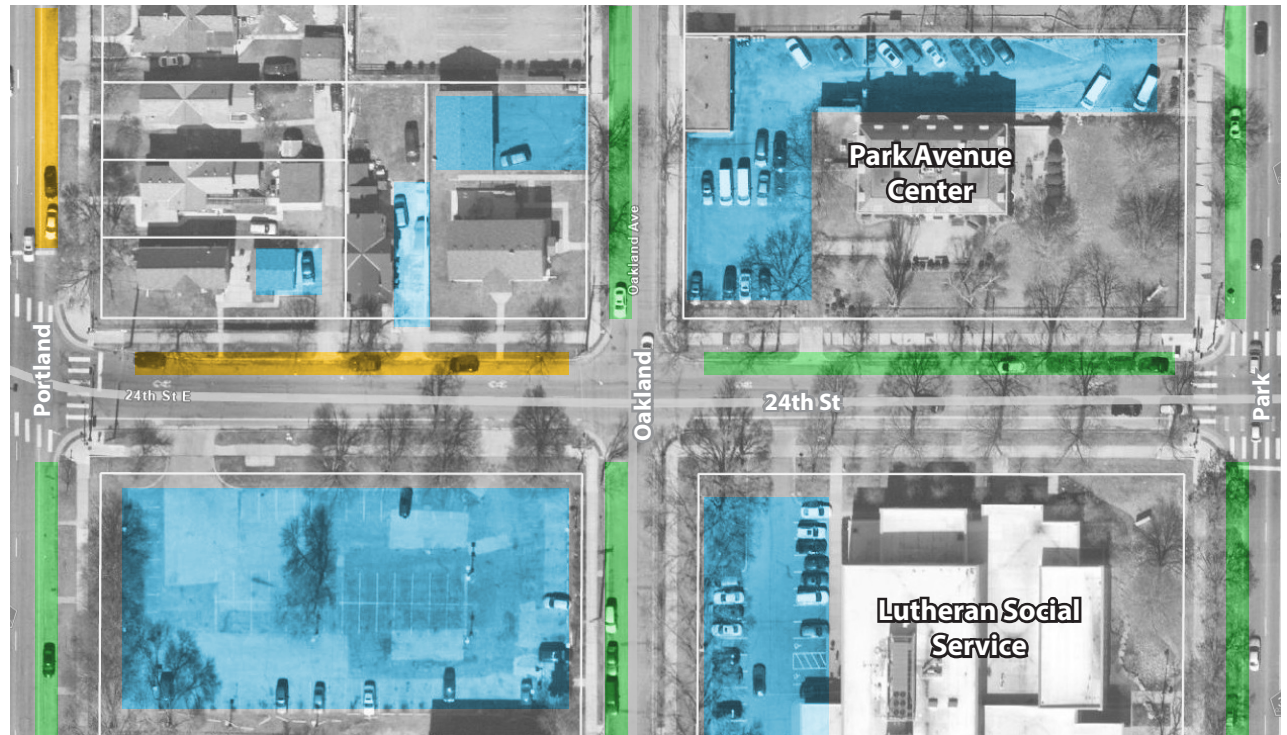 Park Avenue
Center
Oakland Ave
Portland
24th St E
Oakland
24th St
Park
Lutheran Social
Service